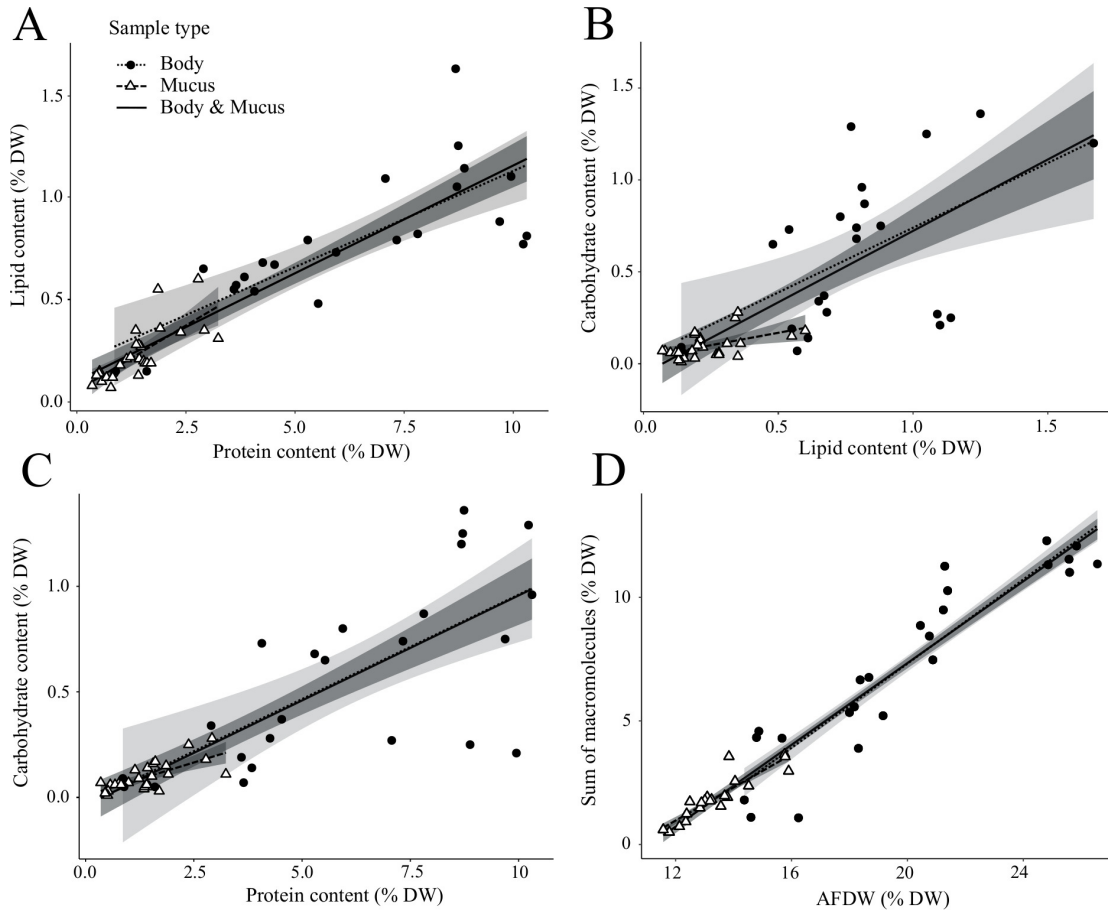 A
Sample type
Body
Mucus
Body & Mucus
Lipid content (% DW)
1.5
1.0
0.5
0.0
0.0 2.5 5.0 7.5 10
Protein content (% DW)
B
Carbohydrate content (% DW)
1.5
1.0
0.5
0.0
0.0 0.5 1.0 1.5
Lipid content (% DW)
C
Carbohydrate content (% DW)
1.0
0.5
0.0
0.0 2.5 5.0 7.5 10
Protein content (% DW)
D
Sum of macromolecules (% DW)
10
5
0
12 16 20 24
AFDW (% DW)